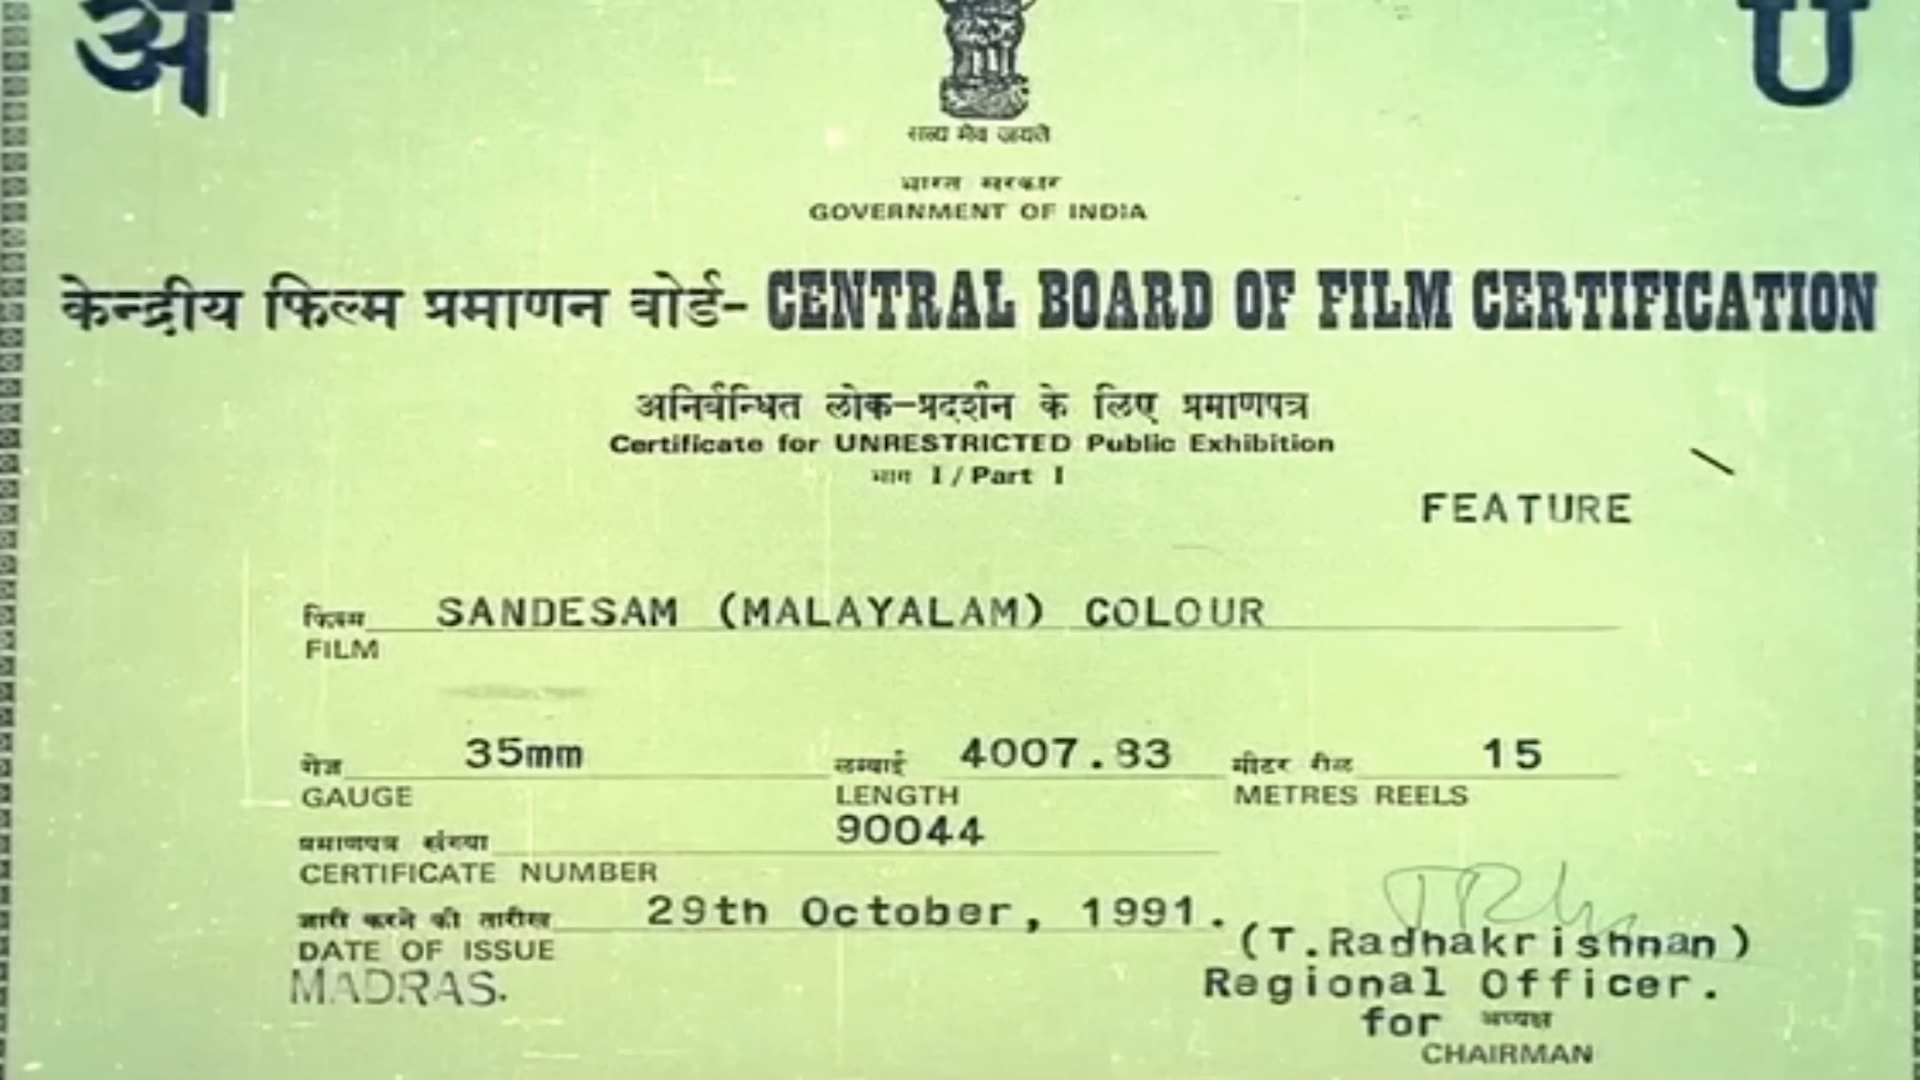 अ U
सत्यमेव जयते
भारत सरकार
GOVERNMENT OF INDIA
केन्द्रीय फिल्म प्रमाणन बोर्ड- CENTRAL BOARD OF FILM CERTIFICATION
अनिर्बन्धित लोक-प्रदर्शन के लिए प्रमाणपत्र
Certificate for UNRESTRICTED Public Exhibition
भाग I / Part I
FEATURE
फिल्म SANDESAM (MALAYALAM) COLOUR
FILM
गेज 35mm लम्बाई 4007.83 मीटर रील 15
GAUGE LENGTH METRES REELS
प्रमाणपत्र संख्या 90044
CERTIFICATE NUMBER
जारी करने की तारीख 29th October, 1991.
DATE OF ISSUE
MADRAS.
(T.Radhakrishnan)
Regional Officer.
for अध्यक्ष
CHAIRMAN